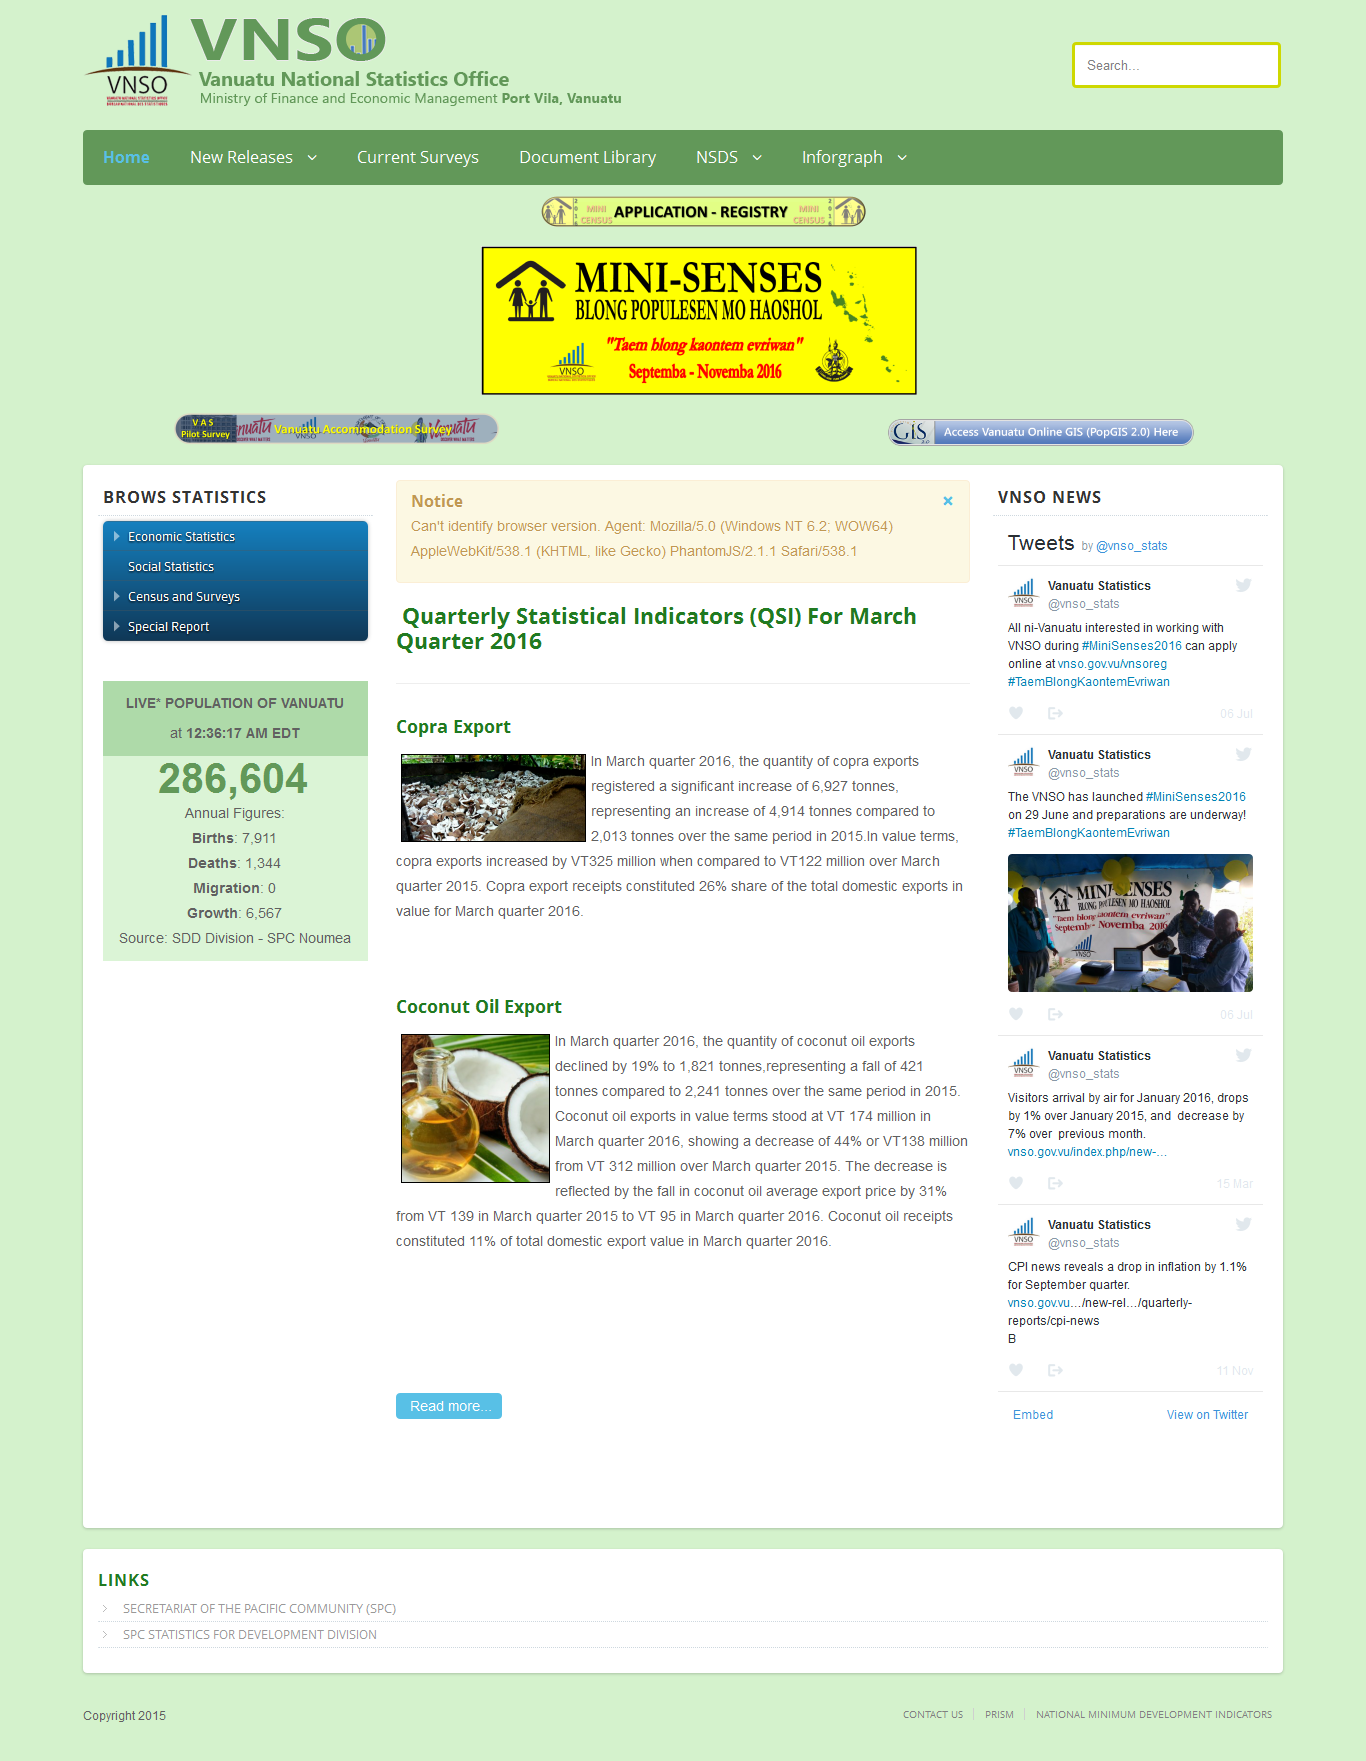 VNSO
VNSO
Vanuatu National Statistics Office
Ministry of Finance and Economic Management Port Vila, Vanuatu
Search...
Home
New Releases
Current Surveys
Document Library
NSDS
Inforgraph
MINI CENSUS
APPLICATION - REGISTRY
MINI CENSUS
MINI-SENSES
BLONG POPULESEN MO HAOSHOL
"Taem blong kaontem evriwan"
Septemba - Novemba 2016
VNSO
VAS
Pilot Survey
Vanuatu Accommodation Survey
GIS
Access Vanuatu Online GIS (PopGIS 2.0) Here
BROWS STATISTICS
Economic Statistics
Social Statistics
Census and Surveys
Special Report
LIVE* POPULATION OF VANUATU
at 12:36:17 AM EDT
286,604
Annual Figures:
Births: 7,911
Deaths: 1,344
Migration: 0
Growth: 6,567
Source: SDD Division - SPC Noumea
Notice
×
Can't identify browser version. Agent: Mozilla/5.0 (Windows NT 6.2; WOW64)
AppleWebKit/538.1 (KHTML, like Gecko) PhantomJS/2.1.1 Safari/538.1
Quarterly Statistical Indicators (QSI) For March
Quarter 2016
Copra Export
In March quarter 2016, the quantity of copra exports
registered a significant increase of 6,927 tonnes,
representing an increase of 4,914 tonnes compared to
2,013 tonnes over the same period in 2015.In value terms,
copra exports increased by VT325 million when compared to VT122 million over March
quarter 2015. Copra export receipts constituted 26% share of the total domestic exports in
value for March quarter 2016.
Coconut Oil Export
In March quarter 2016, the quantity of coconut oil exports
declined by 19% to 1,821 tonnes,representing a fall of 421
tonnes compared to 2,241 tonnes over the same period in 2015.
Coconut oil exports in value terms stood at VT 174 million in
March quarter 2016, showing a decrease of 44% or VT138 million
from VT 312 million over March quarter 2015. The decrease is
reflected by the fall in coconut oil average export price by 31%
from VT 139 in March quarter 2015 to VT 95 in March quarter 2016. Coconut oil receipts
constituted 11% of total domestic export value in March quarter 2016.
Read more...
VNSO NEWS
Tweets by @vnso_stats
Vanuatu Statistics
@vnso_stats
All ni-Vanuatu interested in working with
VNSO during #MiniSenses2016 can apply
online at vnso.gov.vu/vnsoreg
#TaemBlongKaontemEvriwan
06 Jul
Vanuatu Statistics
@vnso_stats
The VNSO has launched #MiniSenses2016
on 29 June and preparations are underway!
#TaemBlongKaontemEvriwan
MINI-SENSES
BLONG POPULESEN MO HAOSHOL
"Taem blong kaontem evriwan"
Septemba - Novemba 2016
VNSO
06 Jul
Vanuatu Statistics
@vnso_stats
Visitors arrival by air for January 2016, drops
by 1% over January 2015, and decrease by
7% over previous month.
vnso.gov.vu/index.php/new-...
15 Mar
Vanuatu Statistics
@vnso_stats
CPI news reveals a drop in inflation by 1.1%
for September quarter.
vnso.gov.vu.../new-rel.../quarterly-
reports/cpi-news
B
11 Nov
Embed
View on Twitter
LINKS
SECRETARIAT OF THE PACIFIC COMMUNITY (SPC)
SPC STATISTICS FOR DEVELOPMENT DIVISION
Copyright 2015
CONTACT US
PRISM
NATIONAL MINIMUM DEVELOPMENT INDICATORS